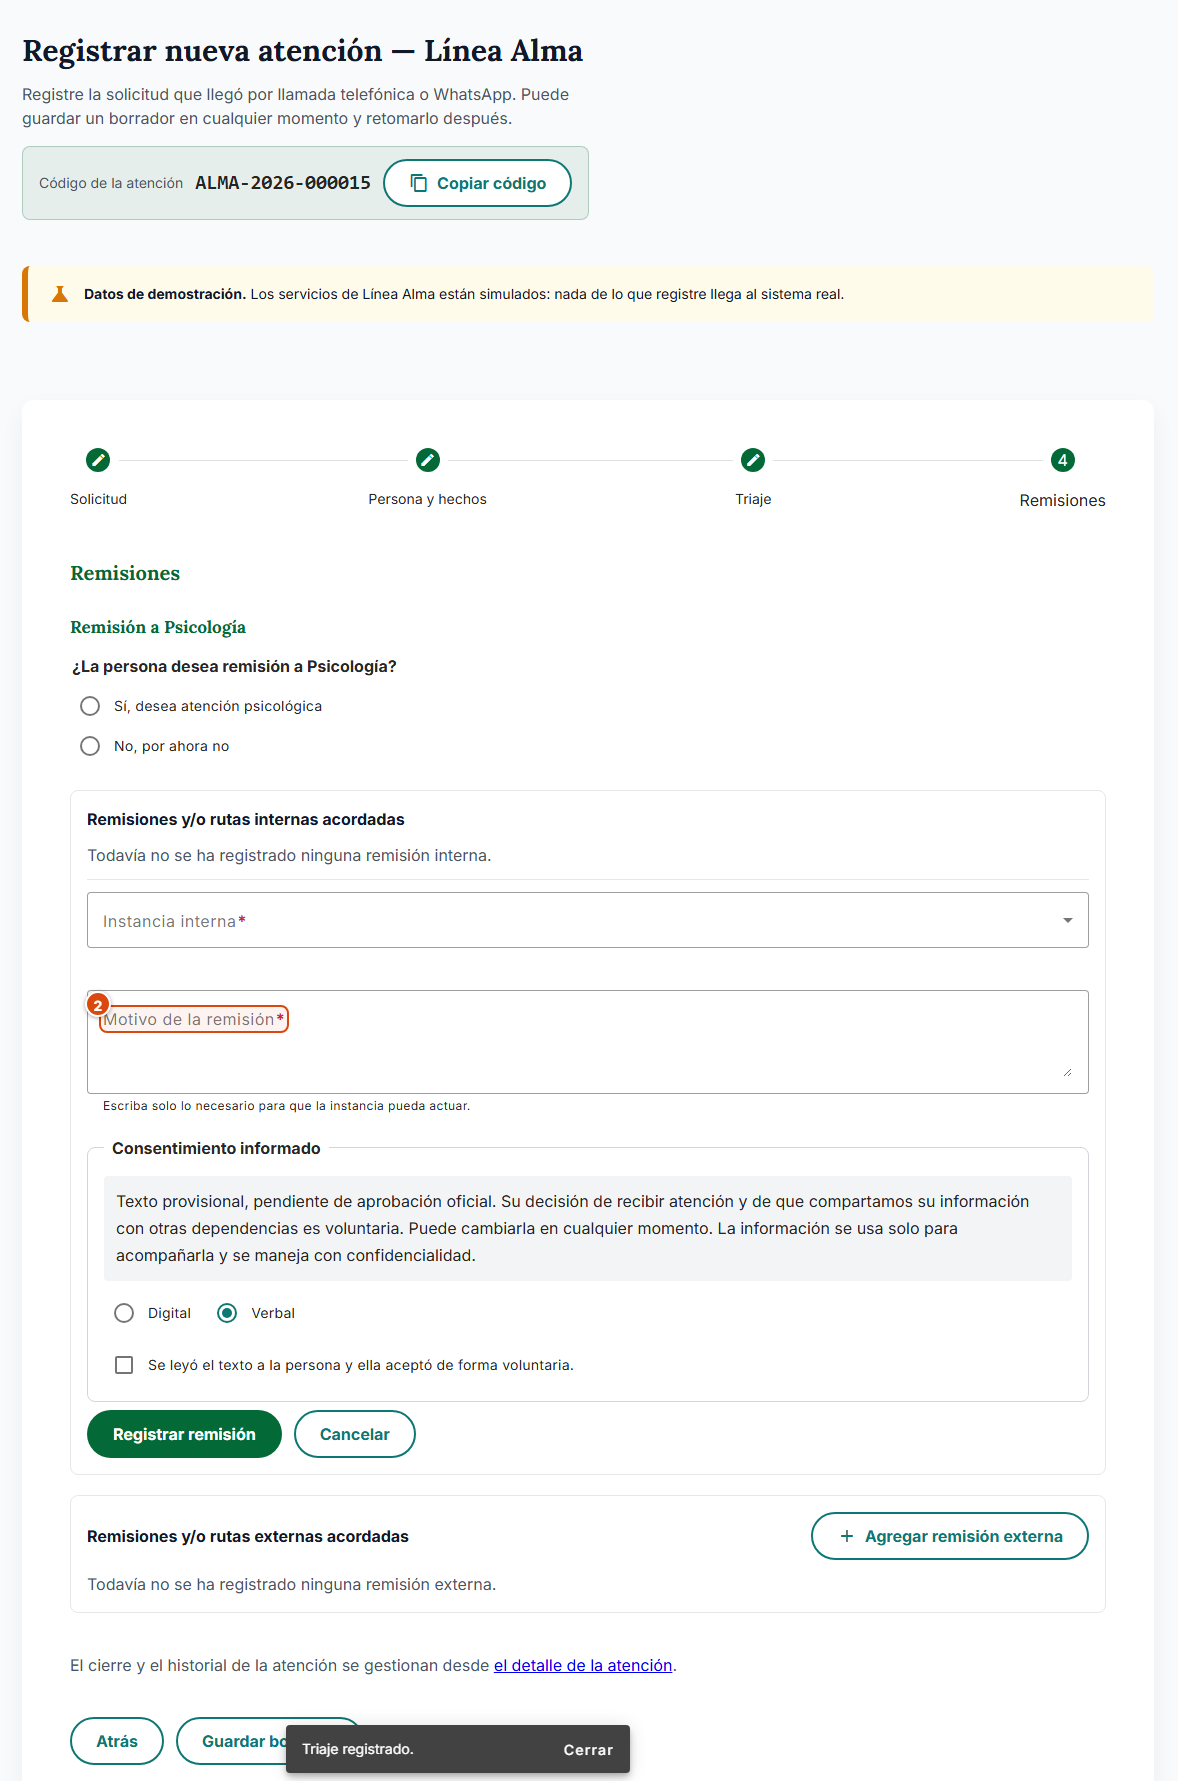 Registrar nueva atención — Línea Alma
Registre la solicitud que llegó por llamada telefónica o WhatsApp. Puede
guardar un borrador en cualquier momento y retomarlo después.
Código de la atención ALMA-2026-000015 Copiar código
Datos de demostración. Los servicios de Línea Alma están simulados: nada de lo que registre llega al sistema real.
4
Solicitud Persona y hechos Triaje Remisiones
Remisiones
Remisión a Psicología
¿La persona desea remisión a Psicología?
Sí, desea atención psicológica
No, por ahora no
Remisiones y/o rutas internas acordadas
Todavía no se ha registrado ninguna remisión interna.
Instancia interna*
2
Motivo de la remisión*
Escriba solo lo necesario para que la instancia pueda actuar.
Consentimiento informado
Texto provisional, pendiente de aprobación oficial. Su decisión de recibir atención y de que compartamos su información
con otras dependencias es voluntaria. Puede cambiarla en cualquier momento. La información se usa solo para
acompañarla y se maneja con confidencialidad.
Digital Verbal
Se leyó el texto a la persona y ella aceptó de forma voluntaria.
Registrar remisión Cancelar
Remisiones y/o rutas externas acordadas + Agregar remisión externa
Todavía no se ha registrado ninguna remisión externa.
El cierre y el historial de la atención se gestionan desde el detalle de la atención.
Atrás Guardar bo
Triaje registrado. Cerrar